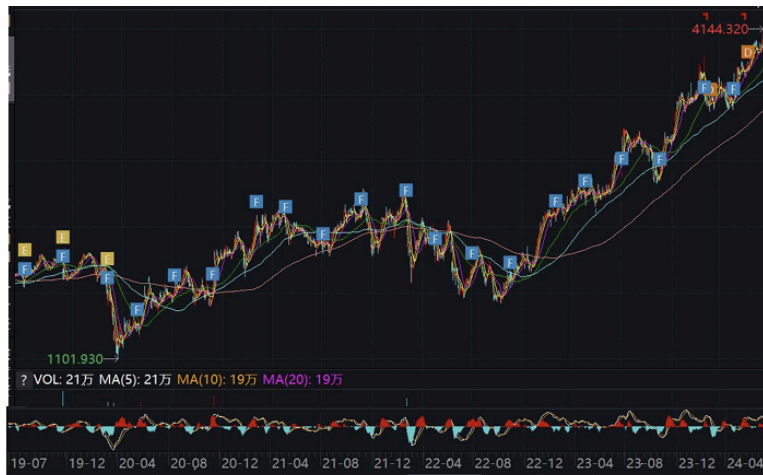 4144.320
D
F F
F F
F
F
F F
F
E E
F
F
F
E
F F
F F F F
F
F
1101.930
? VOL: 21万 MA(5): 21万 MA(10): 19万 MA(20): 19万
19-07 19-12 20-04 20-08 20-12 21-04 21-08 21-12 22-04 22-08 22-12 23-04 23-08 23-12 24-04